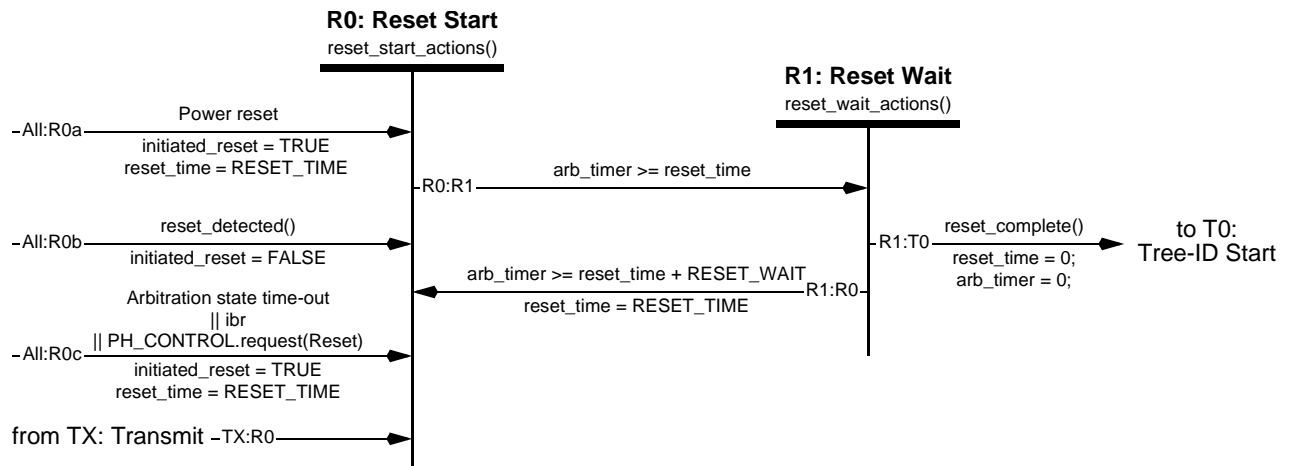 R0: Reset Start
reset_start_actions()
R1: Reset Wait
reset_wait_actions()
All:R0a
Power reset
initiated_reset = TRUE
reset_time = RESET_TIME
R0:R1
arb_timer >= reset_time
All:R0b
reset_detected()
initiated_reset = FALSE
R1:T0
reset_complete()
reset_time = 0;
arb_timer = 0;
to T0:
Tree-ID Start
arb_timer >= reset_time + RESET_WAIT
R1:R0
reset_time = RESET_TIME
Arbitration state time-out
|| ibr
|| PH_CONTROL.request(Reset)
All:R0c
initiated_reset = TRUE
reset_time = RESET_TIME
from TX: Transmit TX:R0